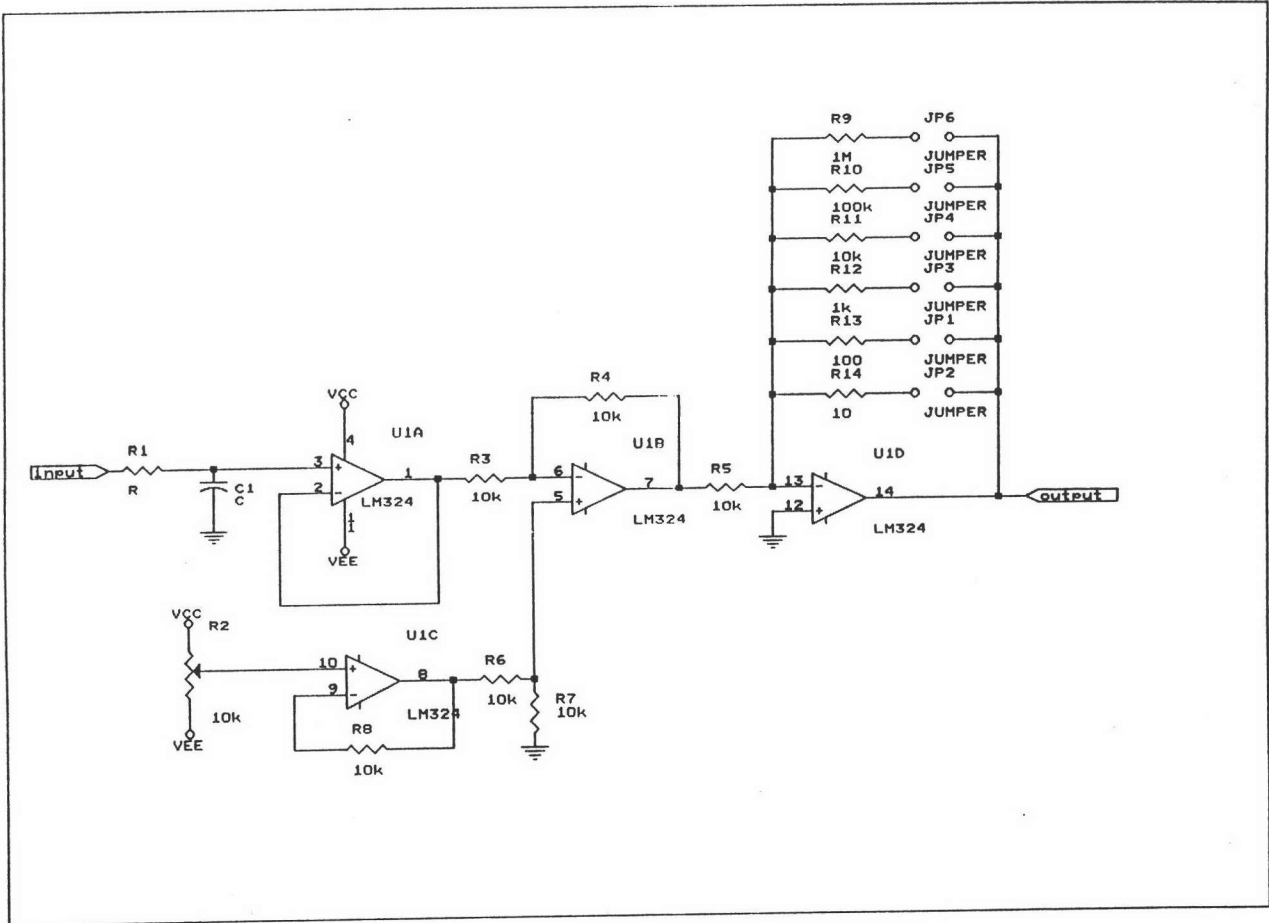 R9
JP6
1M
JUMPER
R10
JP5
100k
JUMPER
R11
JP4
10k
JUMPER
R12
JP3
1k
JUMPER
R13
JP1
100
JUMPER
R14
JP2
10
JUMPER
R4
10k
VCC
4
U1A
U1B
U1D
Input
R1
R
C1
C
3
+
2
-
1
LM324
11
VEE
R3
10k
6
-
5
+
7
LM324
R5
10k
13
-
12
+
14
LM324
output
VCC
R2
10k
VEE
U1C
10
+
9
-
8
LM324
R8
10k
R6
10k
R7
10k